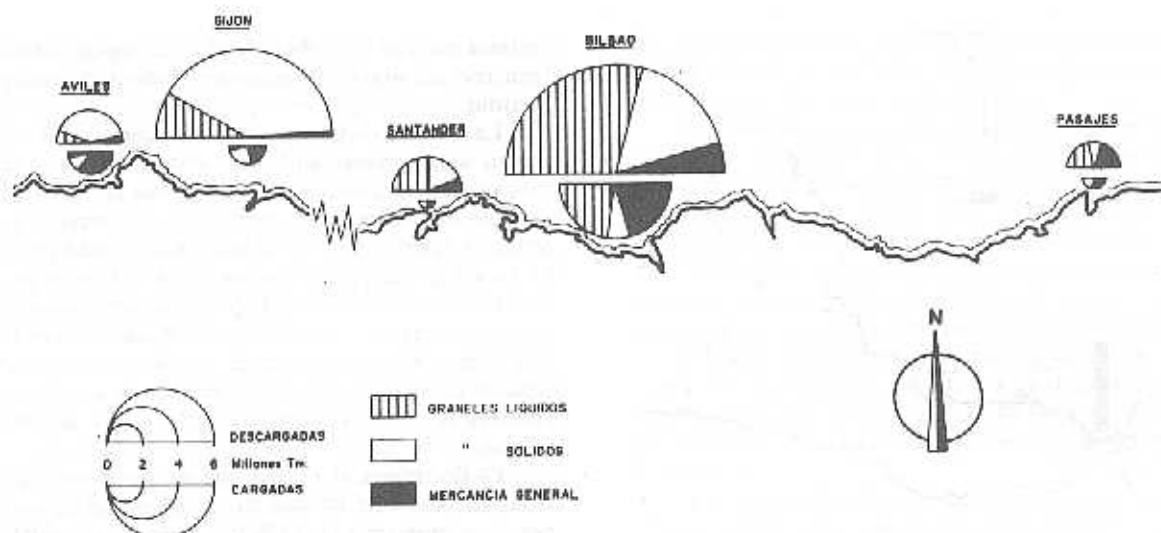 GIJON
BILBAO
AVILES
SANTANDER
PASAJES
N
GRANELES LIQUIDOS
DESCARGADAS
" SOLIDOS
0 2 4 6 Millones Tm.
CARGADAS
MERCANCIA GENERAL